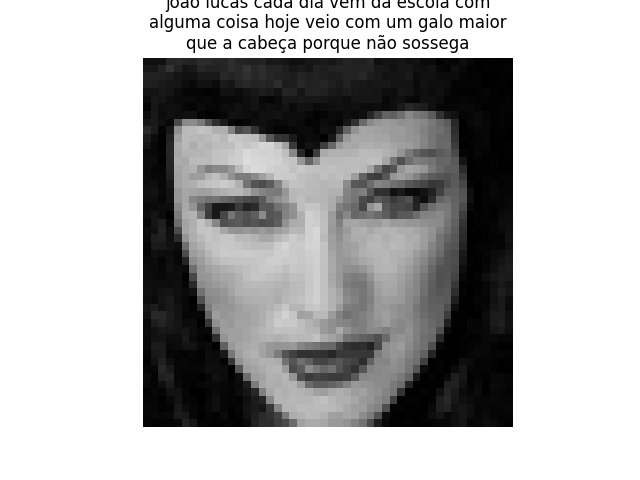 joão lucas cada dia vem da escola com
alguma coisa hoje veio com um galo maior
que a cabeça porque não sossega